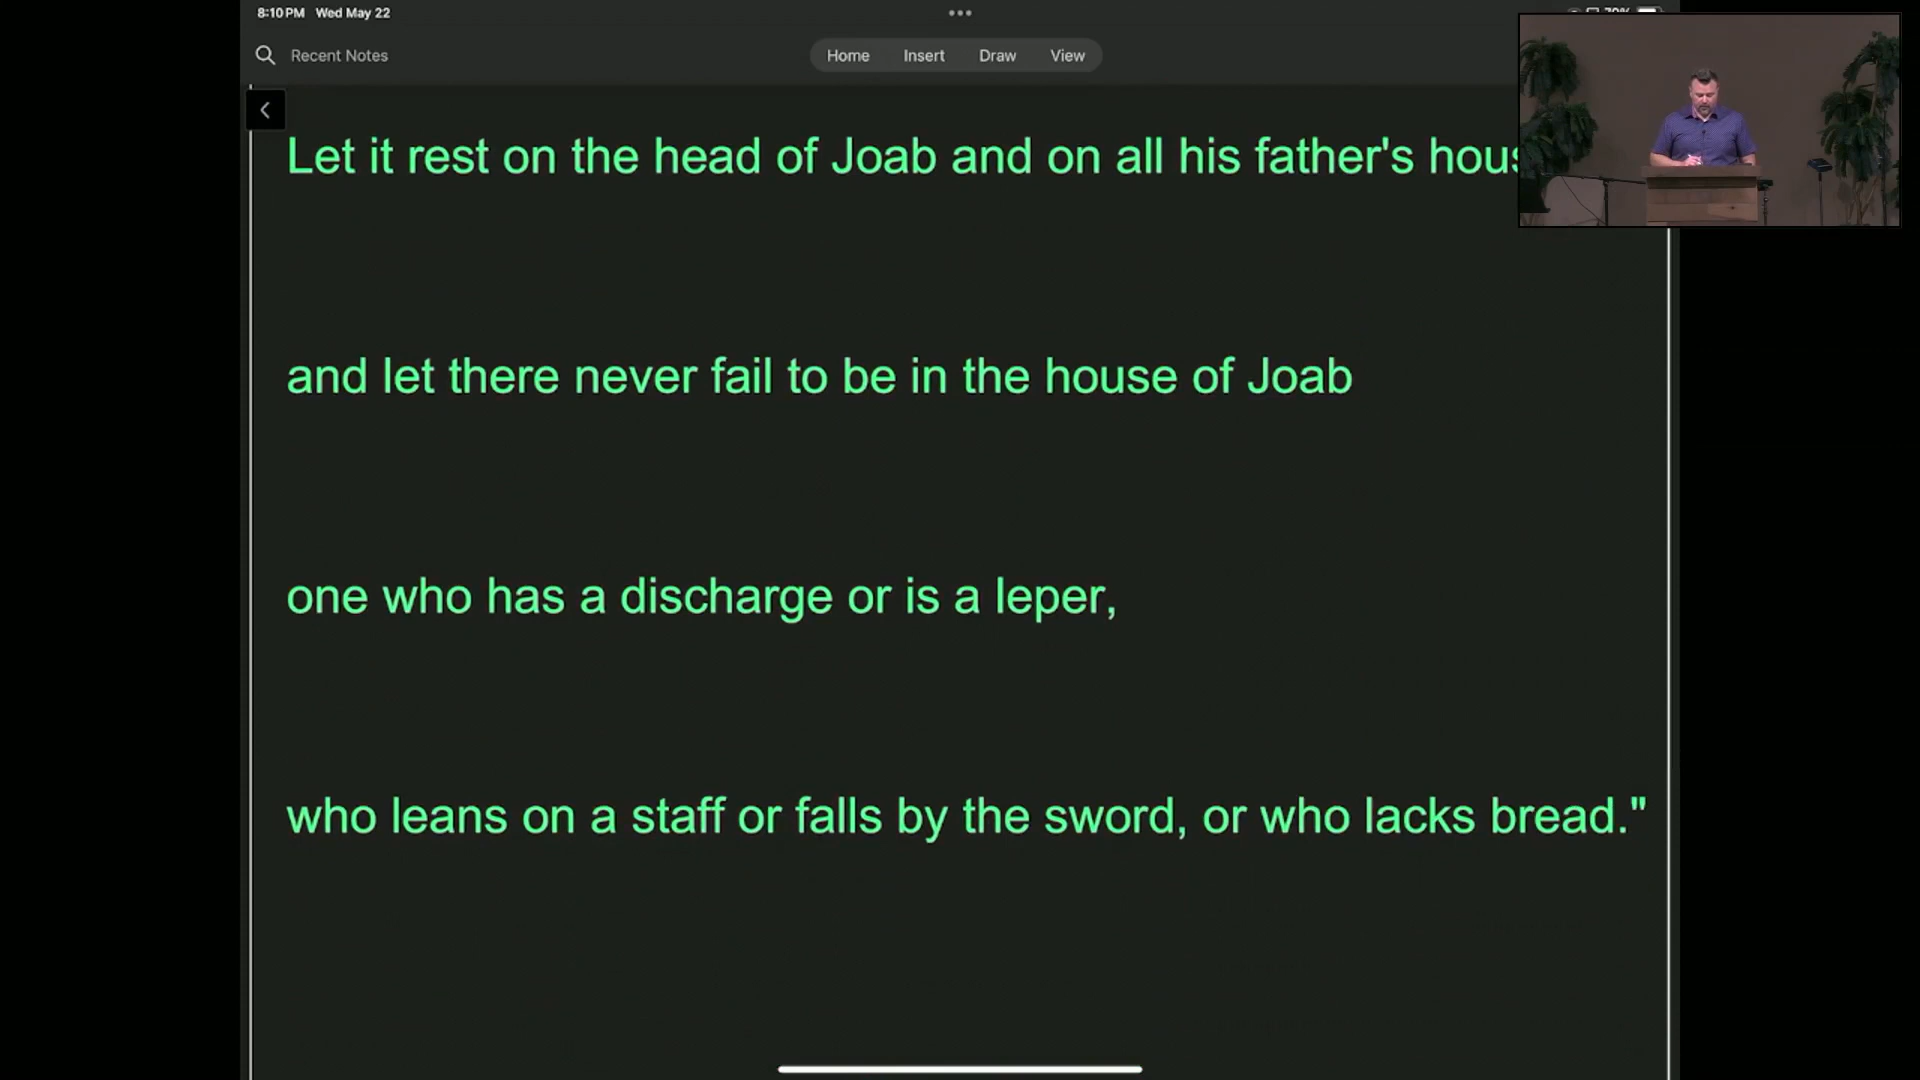 8:10 PM Wed May 22
Recent Notes
Home Insert Draw View
Let it rest on the head of Joab and on all his father's
and let there never fail to be in the house of Joab
one who has a discharge or is a leper,
who leans on a staff or falls by the sword, or who lacks bread."